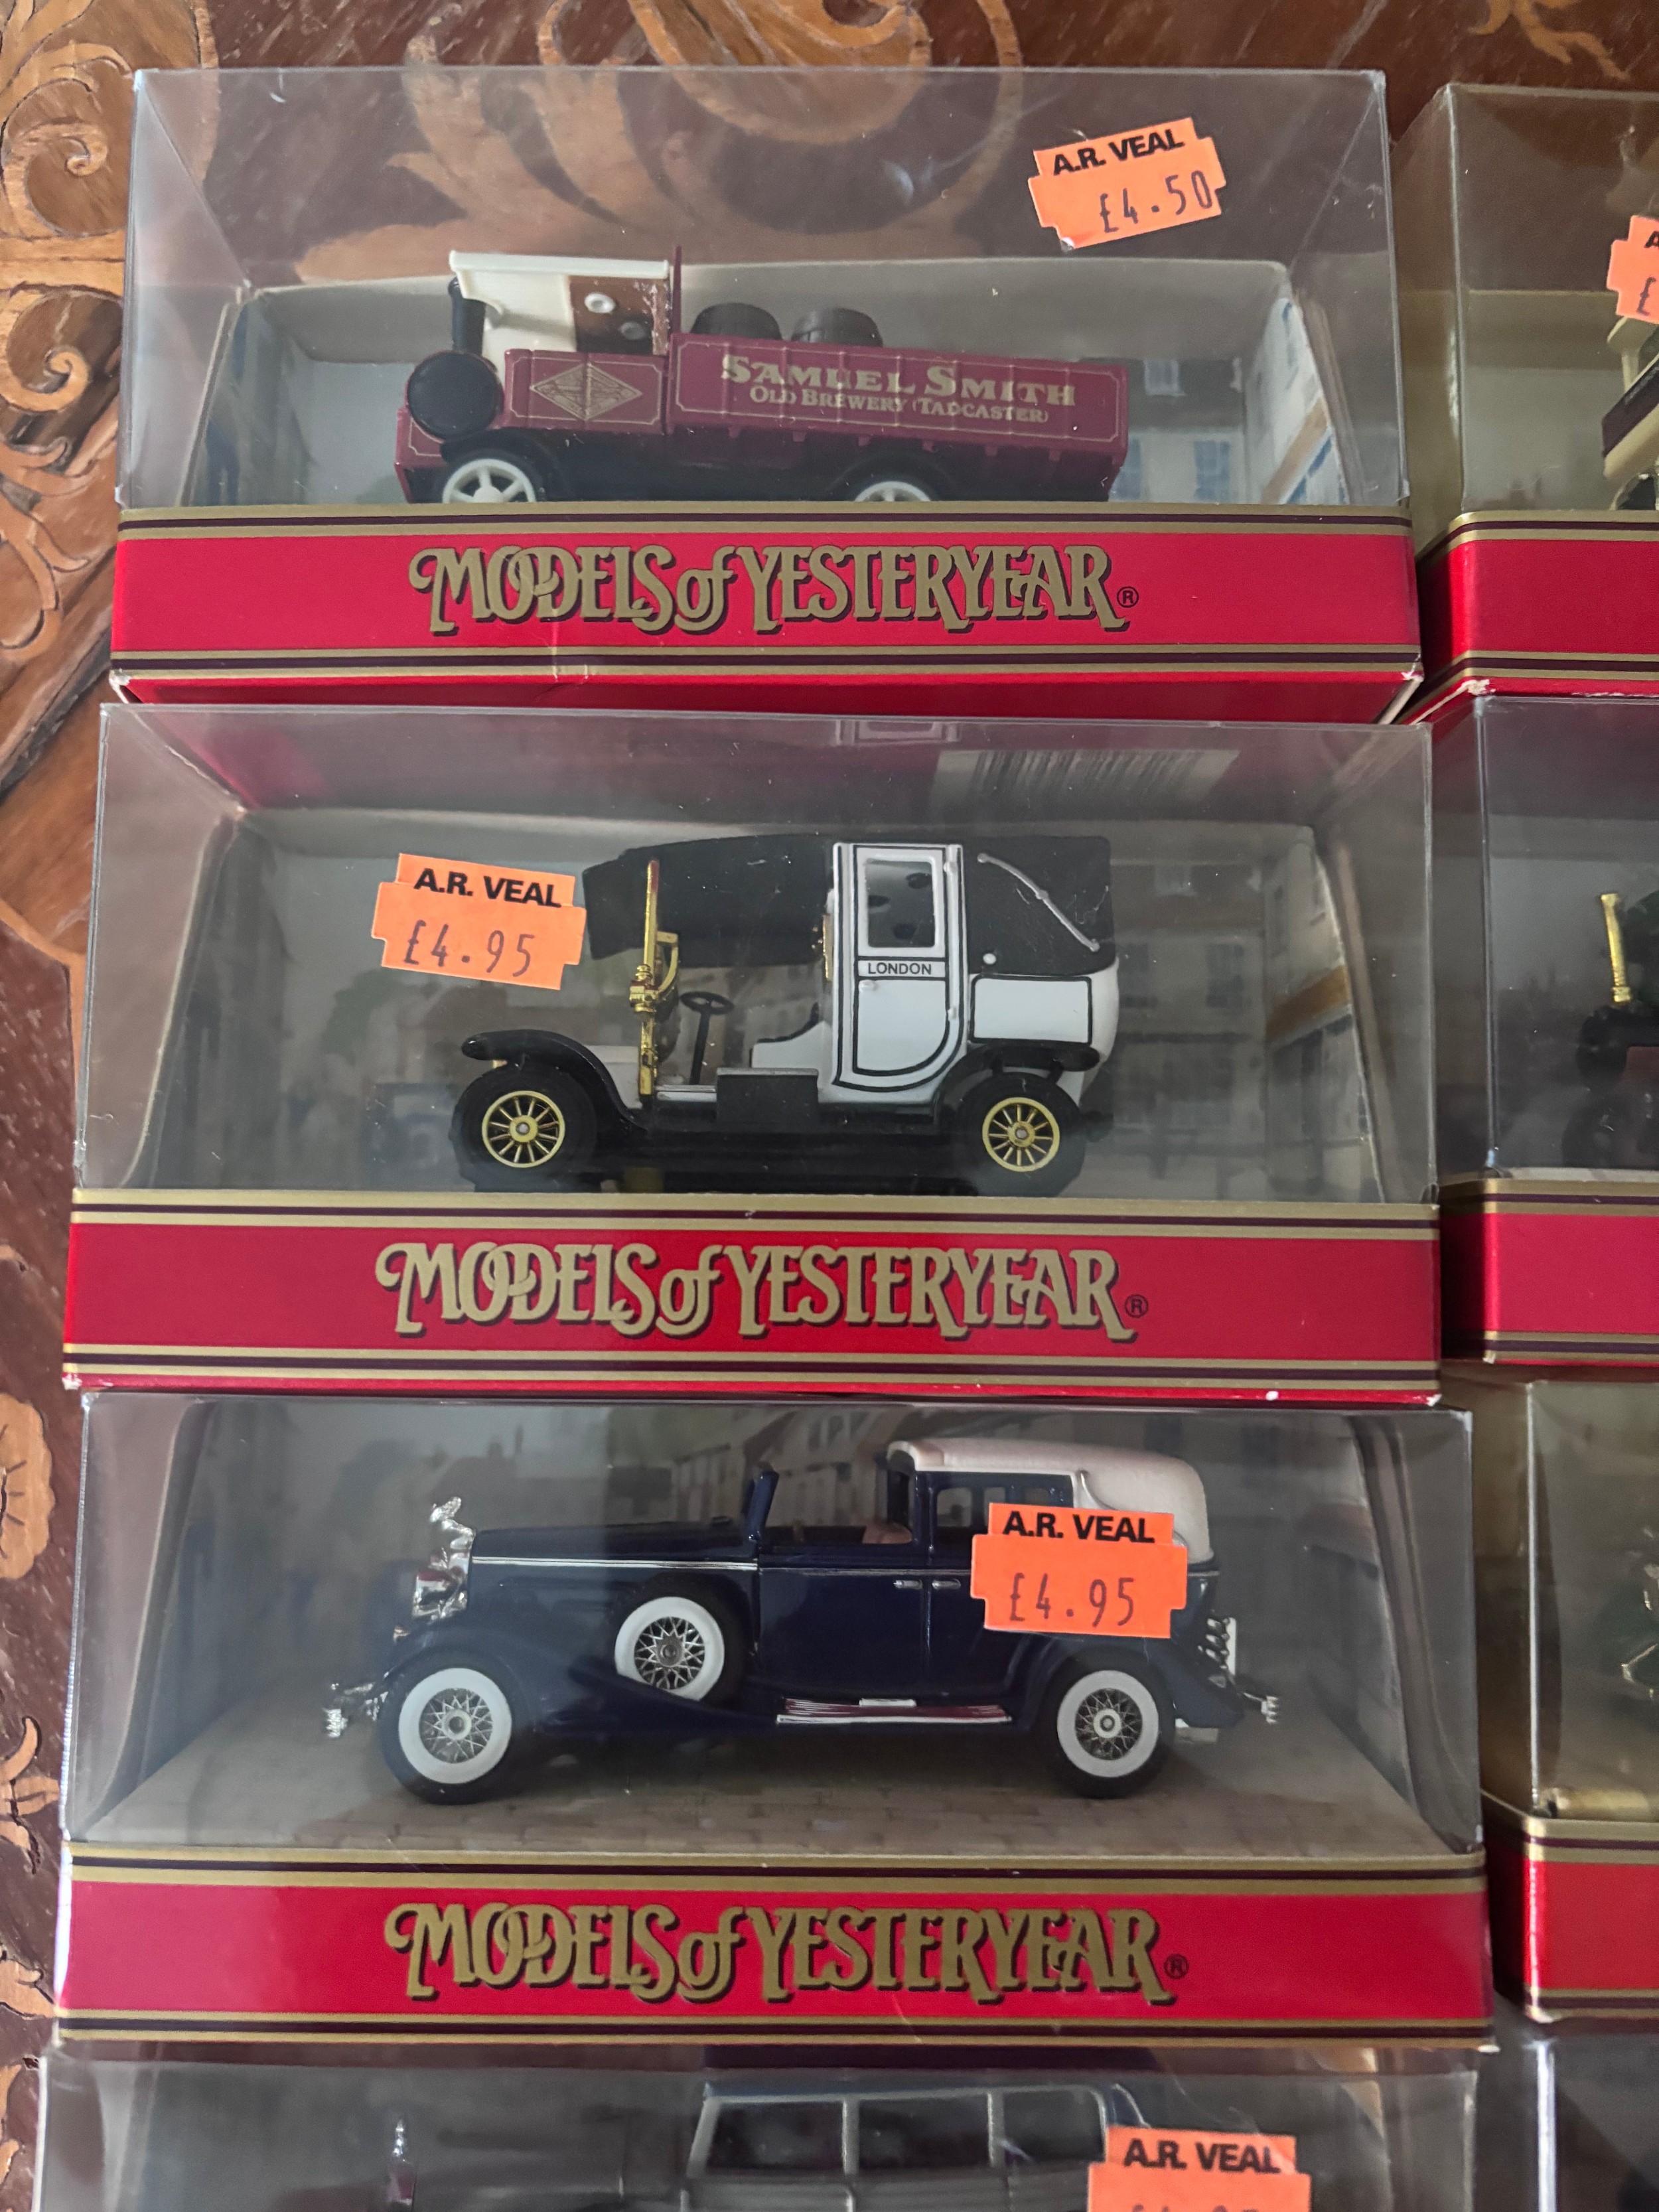 A.R. VEAL
£4.50
SAMUEL SMITH
OLD BREWERY (TADCASTER)
MODELS of YESTERYEAR®
A.R. VEAL
£4.95
LONDON
MODELS of YESTERYEAR®
A.R. VEAL
£4.95
MODELS of YESTERYEAR®
A.R. VEAL